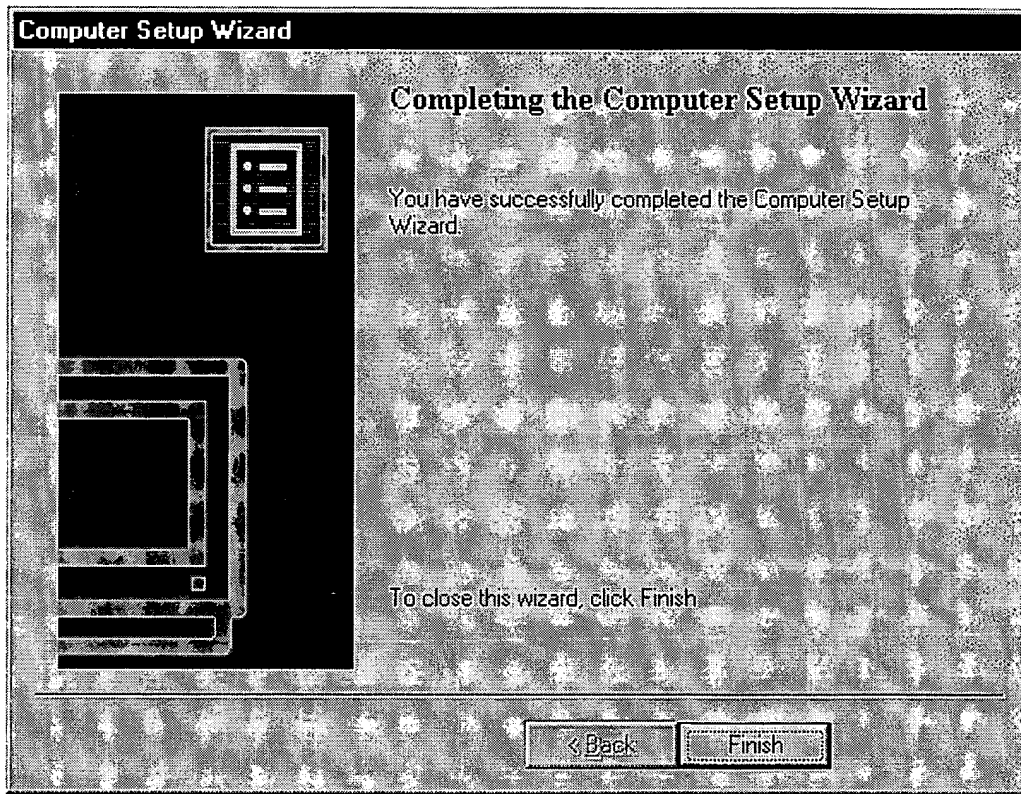 Computer Setup Wizard
Completing the Computer Setup Wizard
You have successfully completed the Computer Setup
Wizard.
To close this wizard, click Finish
< Back
Finish